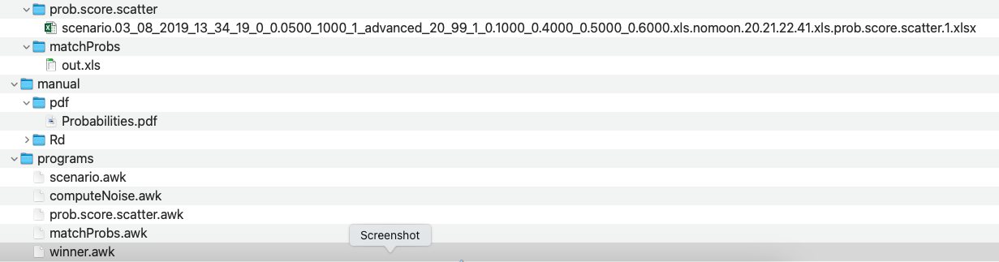 prob.score.scatter
scenario.03_08_2019_13_34_19_0_0.0500_1000_1_advanced_20_99_1_0.1000_0.4000_0.5000_0.6000.xls.nomoon.20.21.22.41.xls.prob.score.scatter.1.xlsx
matchProbs
out.xls
manual
pdf
Probabilities.pdf
Rd
programs
scenario.awk
computeNoise.awk
prob.score.scatter.awk
matchProbs.awk
Screenshot
winner.awk